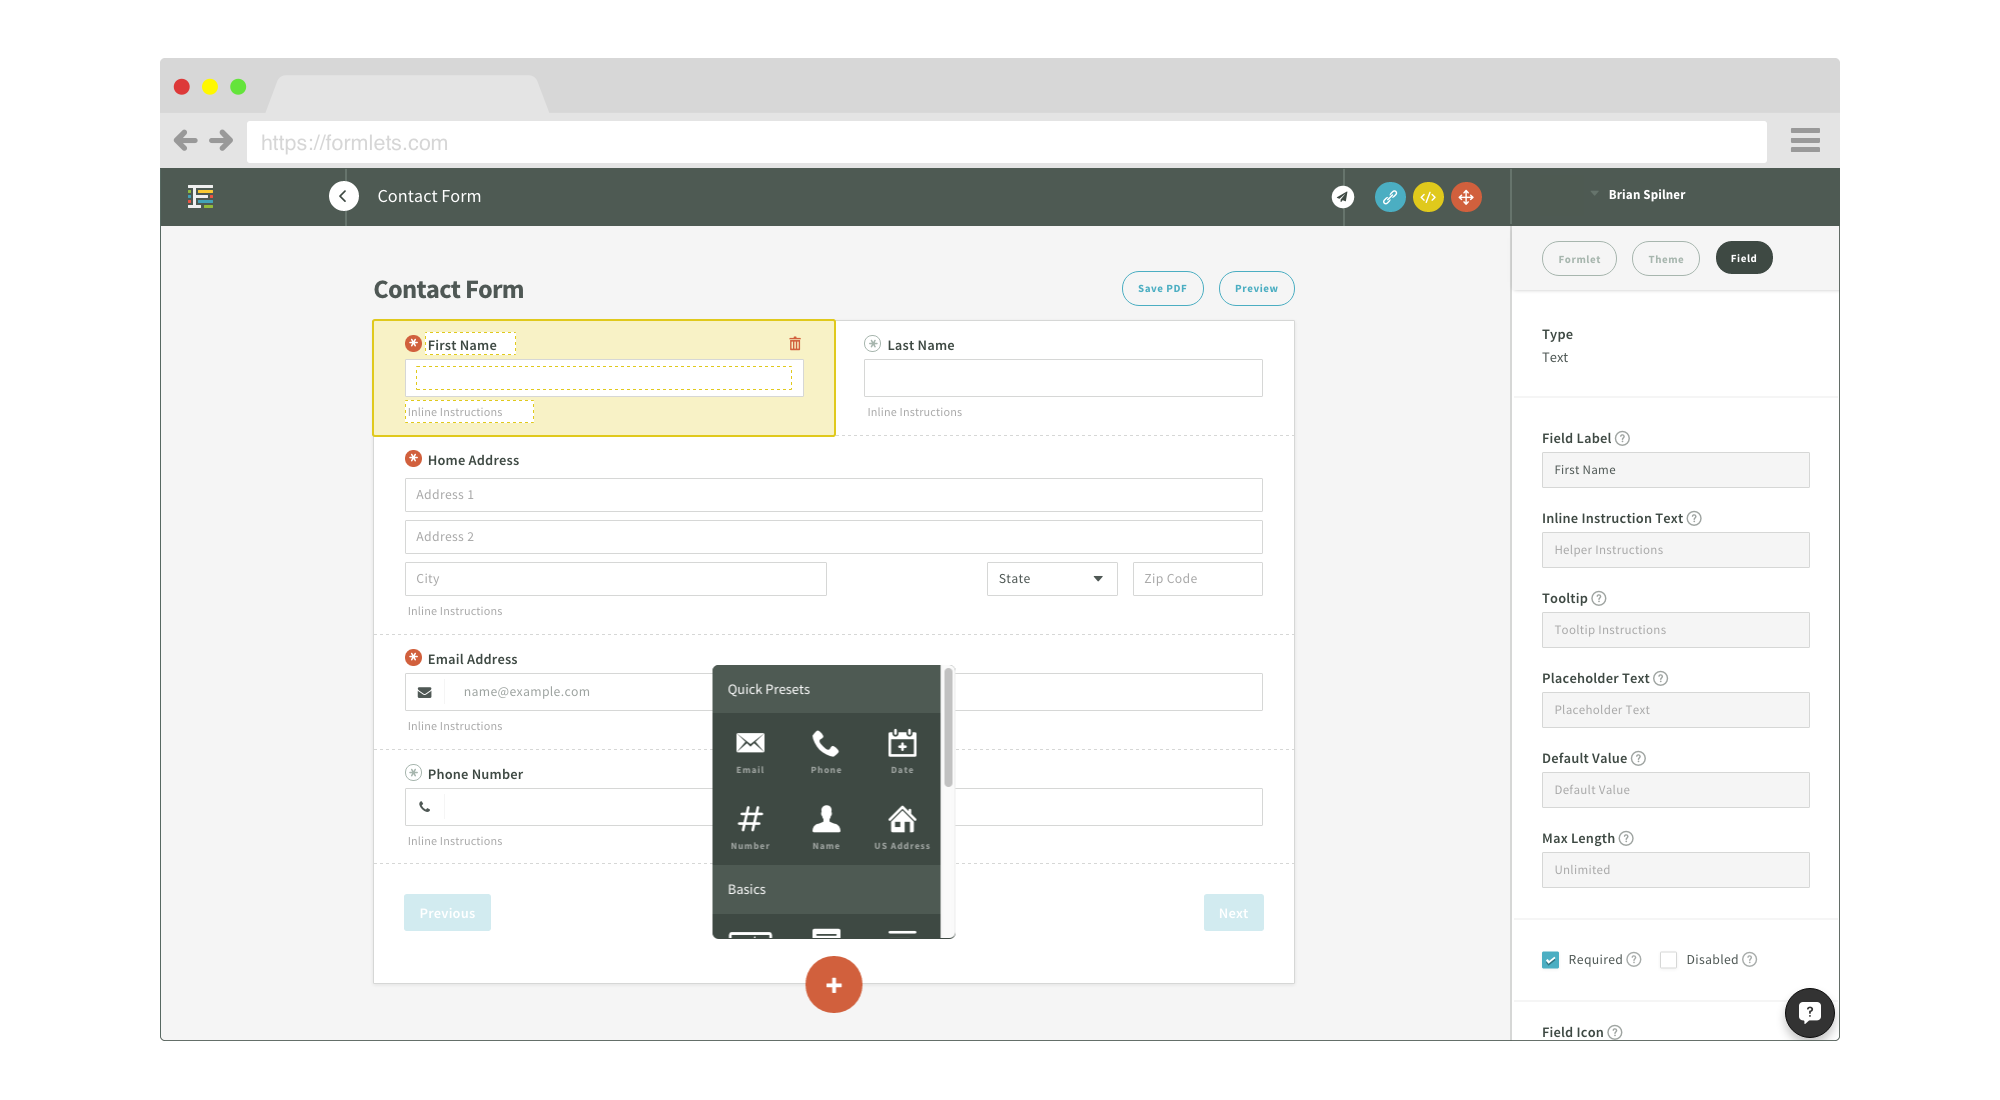 https://formlets.com
Contact Form
Brian Spilner
Formlet
Theme
Field
Contact Form
Save PDF
Preview
First Name
Inline Instructions
Last Name
Inline Instructions
Home Address
Address 1
Address 2
City
State
Zip Code
Inline Instructions
Email Address
name@example.com
Inline Instructions
Phone Number
Inline Instructions
Previous
Next
Quick Presets
Email
Phone
Date
Number
Name
US Address
Basics
Type
Text
Field Label
First Name
Inline Instruction Text
Helper Instructions
Tooltip
Tooltip Instructions
Placeholder Text
Placeholder Text
Default Value
Default Value
Max Length
Unlimited
Required
Disabled
Field Icon